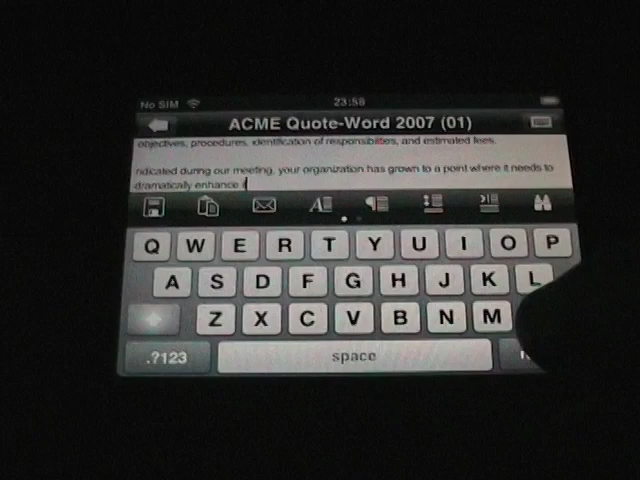 No SIM 23:58
ACME Quote-Word 2007 (01)
objectives, procedures, identification of responsibilities, and estimated fees.
ndicated during our meeting, your organization has grown to a point where it needs to
dramatically enhance i
Q W E R T Y U I O P
A S D F G H J K L
Z X C V B N M
.?123 space